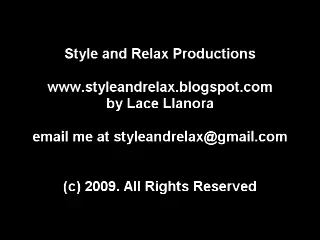 Style and Relax Productions
www.styleandrelax.blogspot.com
by Lace Llanora
email me at styleandrelax@gmail.com
(c) 2009. All Rights Reserved